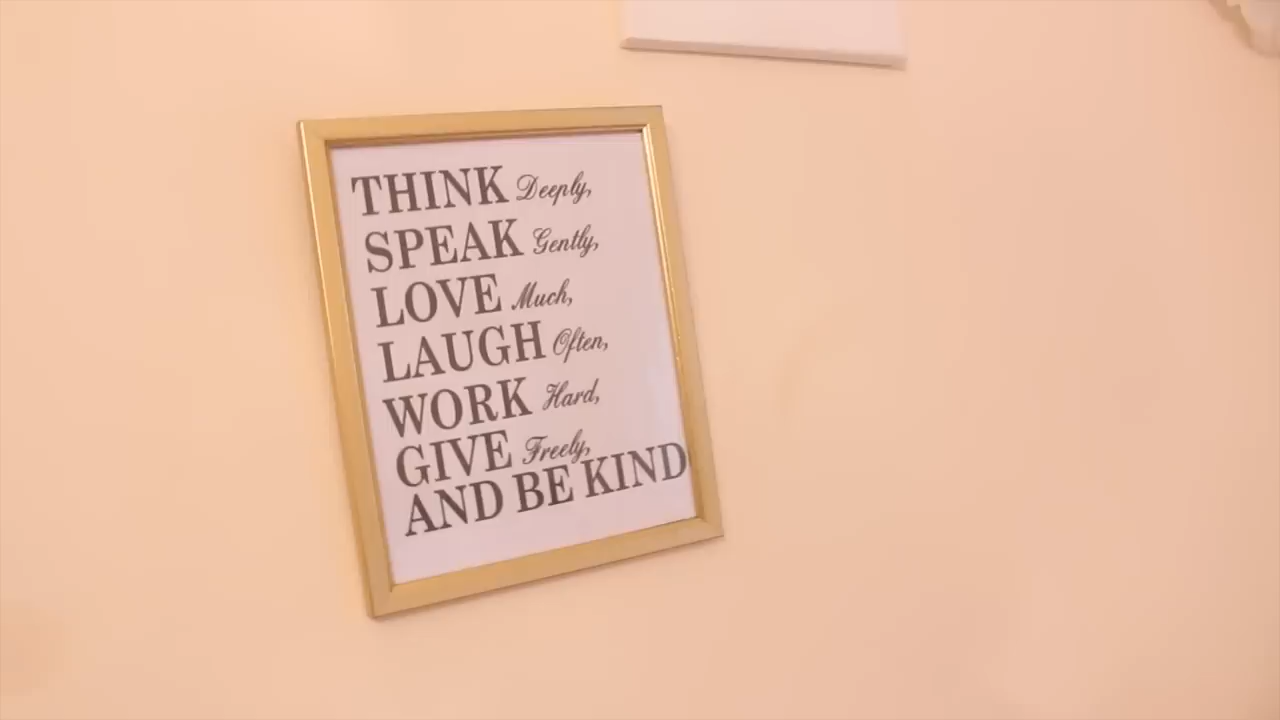 THINK Deeply,
SPEAK Gently,
LOVE Much,
LAUGH Often,
WORK Hard,
GIVE Freely,
AND BE KIND